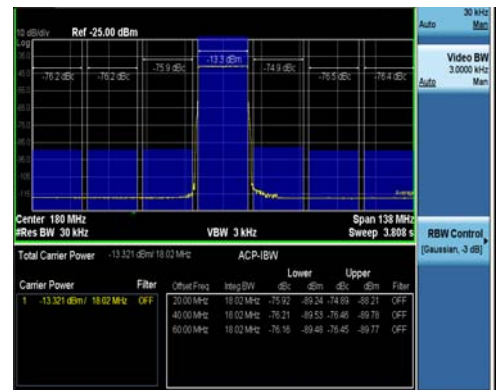 30 kHz
Auto Man
10 dB/div Ref -25.00 dBm
Log
-13.3 dBm
-76.2 dBc -76.2 dBc -75.9 dBc -74.9 dBc -76.5 dBc -76.4 dBc
Video BW
3.0000 kHz
Auto Man
Average
Center 180 MHz Span 138 MHz
#Res BW 30 kHz VBW 3 kHz Sweep 3.808 s
RBW Control
[Gaussian, -3 dB]
Total Carrier Power -13.321 dBm/ 18.02 MHz ACP-IBW
Lower Upper
Carrier Power Filter Offset Freq Integ BW dBc dBm dBc dBm Filter
1 -13.321 dBm / 18.02 MHz OFF 20.00 MHz 18.02 MHz -75.92 -89.24 -74.89 -88.21 OFF
40.00 MHz 18.02 MHz -76.21 -89.53 -76.46 -89.78 OFF
60.00 MHz 18.02 MHz -76.16 -89.48 -76.45 -89.77 OFF